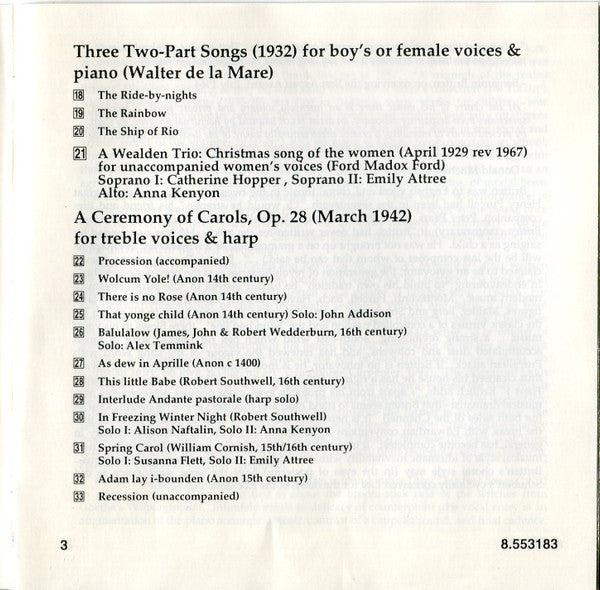 Three Two-Part Songs (1932) for boy's or female voices &
piano (Walter de la Mare)
18 The Ride-by-nights
19 The Rainbow
20 The Ship of Rio
21 A Wealden Trio: Christmas song of the women (April 1929 rev 1967)
for unaccompanied women's voices (Ford Madox Ford)
Soprano I: Catherine Hopper , Soprano II: Emily Attree
Alto: Anna Kenyon
A Ceremony of Carols, Op. 28 (March 1942)
for treble voices & harp
22 Procession (accompanied)
23 Wolcum Yole! (Anon 14th century)
24 There is no Rose (Anon 14th century)
25 That yonge child (Anon 14th century) Solo: John Addison
26 Balulalow (James, John & Robert Wedderburn, 16th century)
Solo: Alex Temmink
27 As dew in Aprille (Anon c 1400)
28 This little Babe (Robert Southwell, 16th century)
29 Interlude Andante pastorale (harp solo)
30 In Freezing Winter Night (Robert Southwell)
Solo I: Alison Naftalin, Solo II: Anna Kenyon
31 Spring Carol (William Cornish, 15th/16th century)
Solo I: Susanna Flett, Solo II: Emily Attree
32 Adam lay i-bounden (Anon 15th century)
33 Recession (unaccompanied)
3 8.553183